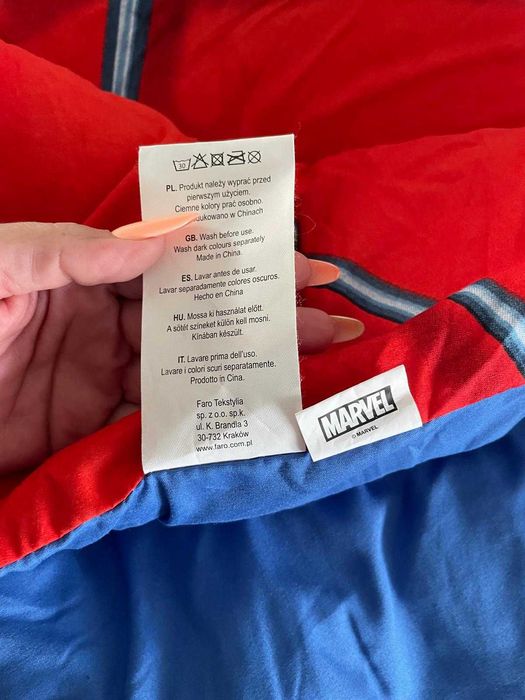 30
PL. Produkt należy wyprać przed
pierwszym użyciem.
Ciemne kolory prać osobno.
dukowano w Chinach
GB. Wash before use.
Wash dark colours separately
Made in China.
ES. Lavar antes de usar.
Lavar separadamente colores oscuros.
Hecho en China
HU. Mossa ki használat előtt.
A sötét színeket külön kell mosni.
Kínában készült.
IT. Lavare prima dell'uso.
Lavare i colori scuri separatamente.
Prodotto in Cina.
Faro Tekstylia
sp. z o.o. sp.k.
ul. K. Brandla 3
30-732 Kraków
www.faro.com.pl
MARVEL
© MARVEL